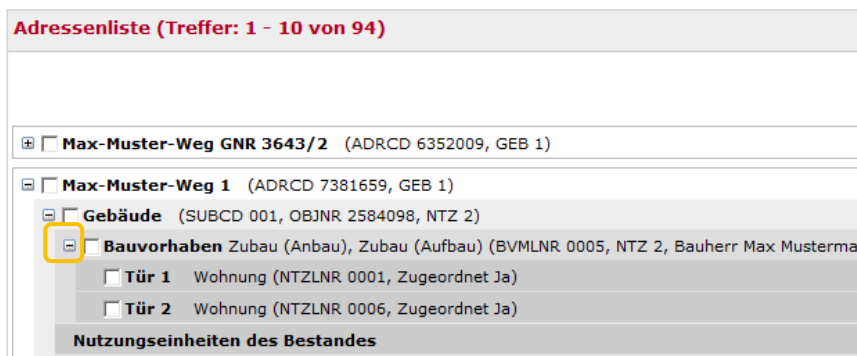 Adressenliste (Treffer: 1 - 10 von 94)
Max-Muster-Weg GNR 3643/2 (ADRCD 6352009, GEB 1)
Max-Muster-Weg 1 (ADRCD 7381659, GEB 1)
Gebäude (SUBCD 001, OBJNR 2584098, NTZ 2)
Bauvorhaben Zubau (Anbau), Zubau (Aufbau) (BVMLNR 0005, NTZ 2, Bauherr Max Musterma
Tür 1 Wohnung (NTZLNR 0001, Zugeordnet Ja)
Tür 2 Wohnung (NTZLNR 0006, Zugeordnet Ja)
Nutzungseinheiten des Bestandes